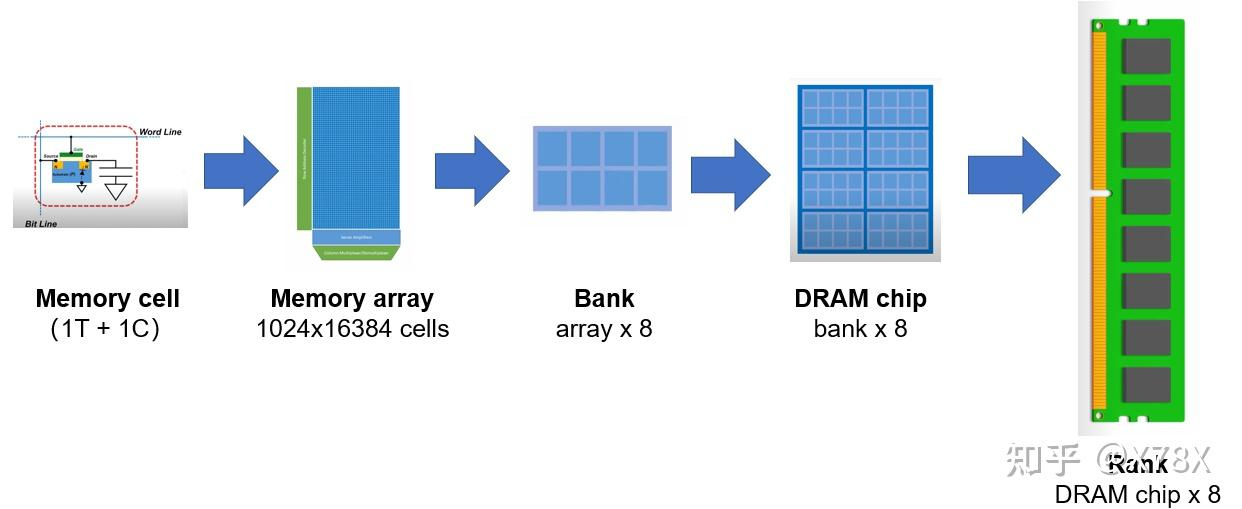 Word Line
Gate
Source
Drain
Substrate (P)
Bit Line
Row Address Decoder
Sense Amplifiers
Column Multiplexer/Demultiplexer
Memory cell
(1T + 1C)
Memory array
1024x16384 cells
Bank
array x 8
DRAM chip
bank x 8
知乎 @X78X
Rank
DRAM chip x 8